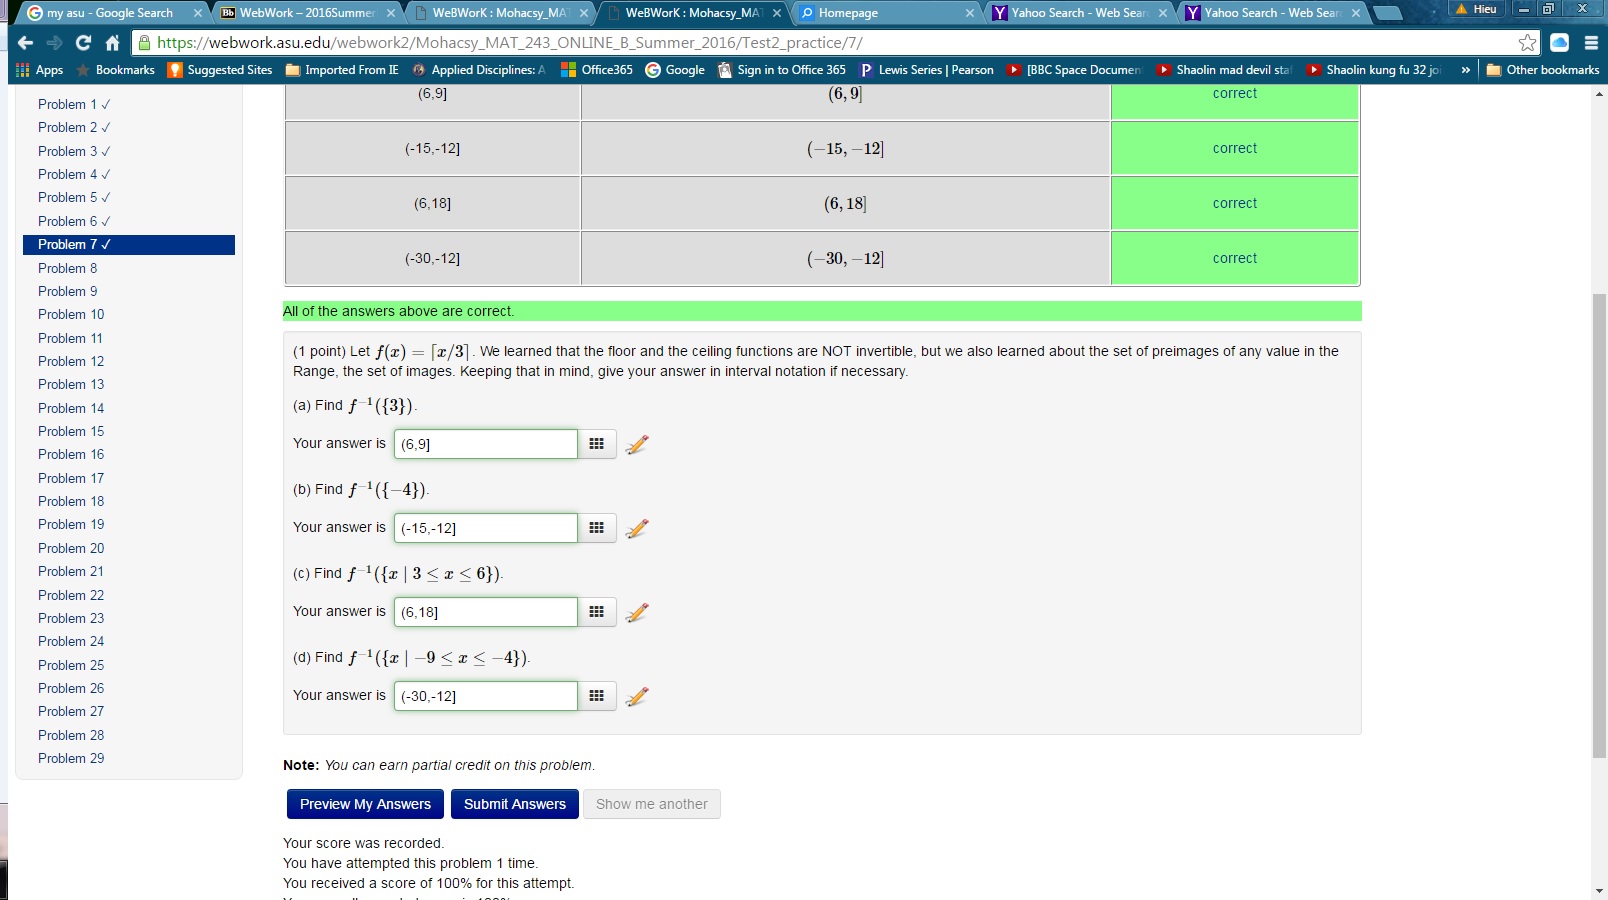 my asu - Google Search
WebWork – 2016Summer
WeBWorK : Mohacsy_MA
WeBWorK : Mohacsy_MA
Homepage
Yahoo Search - Web Sear
Yahoo Search - Web Sear
Hieu
https://webwork.asu.edu/webwork2/Mohacsy_MAT_243_ONLINE_B_Summer_2016/Test2_practice/7/
Apps Bookmarks Suggested Sites Imported From IE Applied Disciplines: A Office365 Google Sign in to Office 365 Lewis Series | Pearson [BBC Space Documen Shaolin mad devil staf Shaolin kung fu 32 joi » Other bookmarks
Problem 1 ✓
Problem 2 ✓
Problem 3 ✓
Problem 4 ✓
Problem 5 ✓
Problem 6 ✓
Problem 7 ✓
Problem 8
Problem 9
Problem 10
Problem 11
Problem 12
Problem 13
Problem 14
Problem 15
Problem 16
Problem 17
Problem 18
Problem 19
Problem 20
Problem 21
Problem 22
Problem 23
Problem 24
Problem 25
Problem 26
Problem 27
Problem 28
Problem 29
(6,9] (6, 9] correct
(-15,-12] (−15, −12] correct
(6,18] (6, 18] correct
(-30,-12] (−30, −12] correct
All of the answers above are correct.
(1 point) Let f(x) = ⌈x/3⌉. We learned that the floor and the ceiling functions are NOT invertible, but we also learned about the set of preimages of any value in the
Range, the set of images. Keeping that in mind, give your answer in interval notation if necessary.
(a) Find f⁻¹({3}).
Your answer is (6,9]
(b) Find f⁻¹({−4}).
Your answer is (-15,-12]
(c) Find f⁻¹({x | 3 ≤ x ≤ 6}).
Your answer is (6,18]
(d) Find f⁻¹({x | −9 ≤ x ≤ −4}).
Your answer is (-30,-12]
Note: You can earn partial credit on this problem.
Preview My Answers Submit Answers Show me another
Your score was recorded.
You have attempted this problem 1 time.
You received a score of 100% for this attempt.